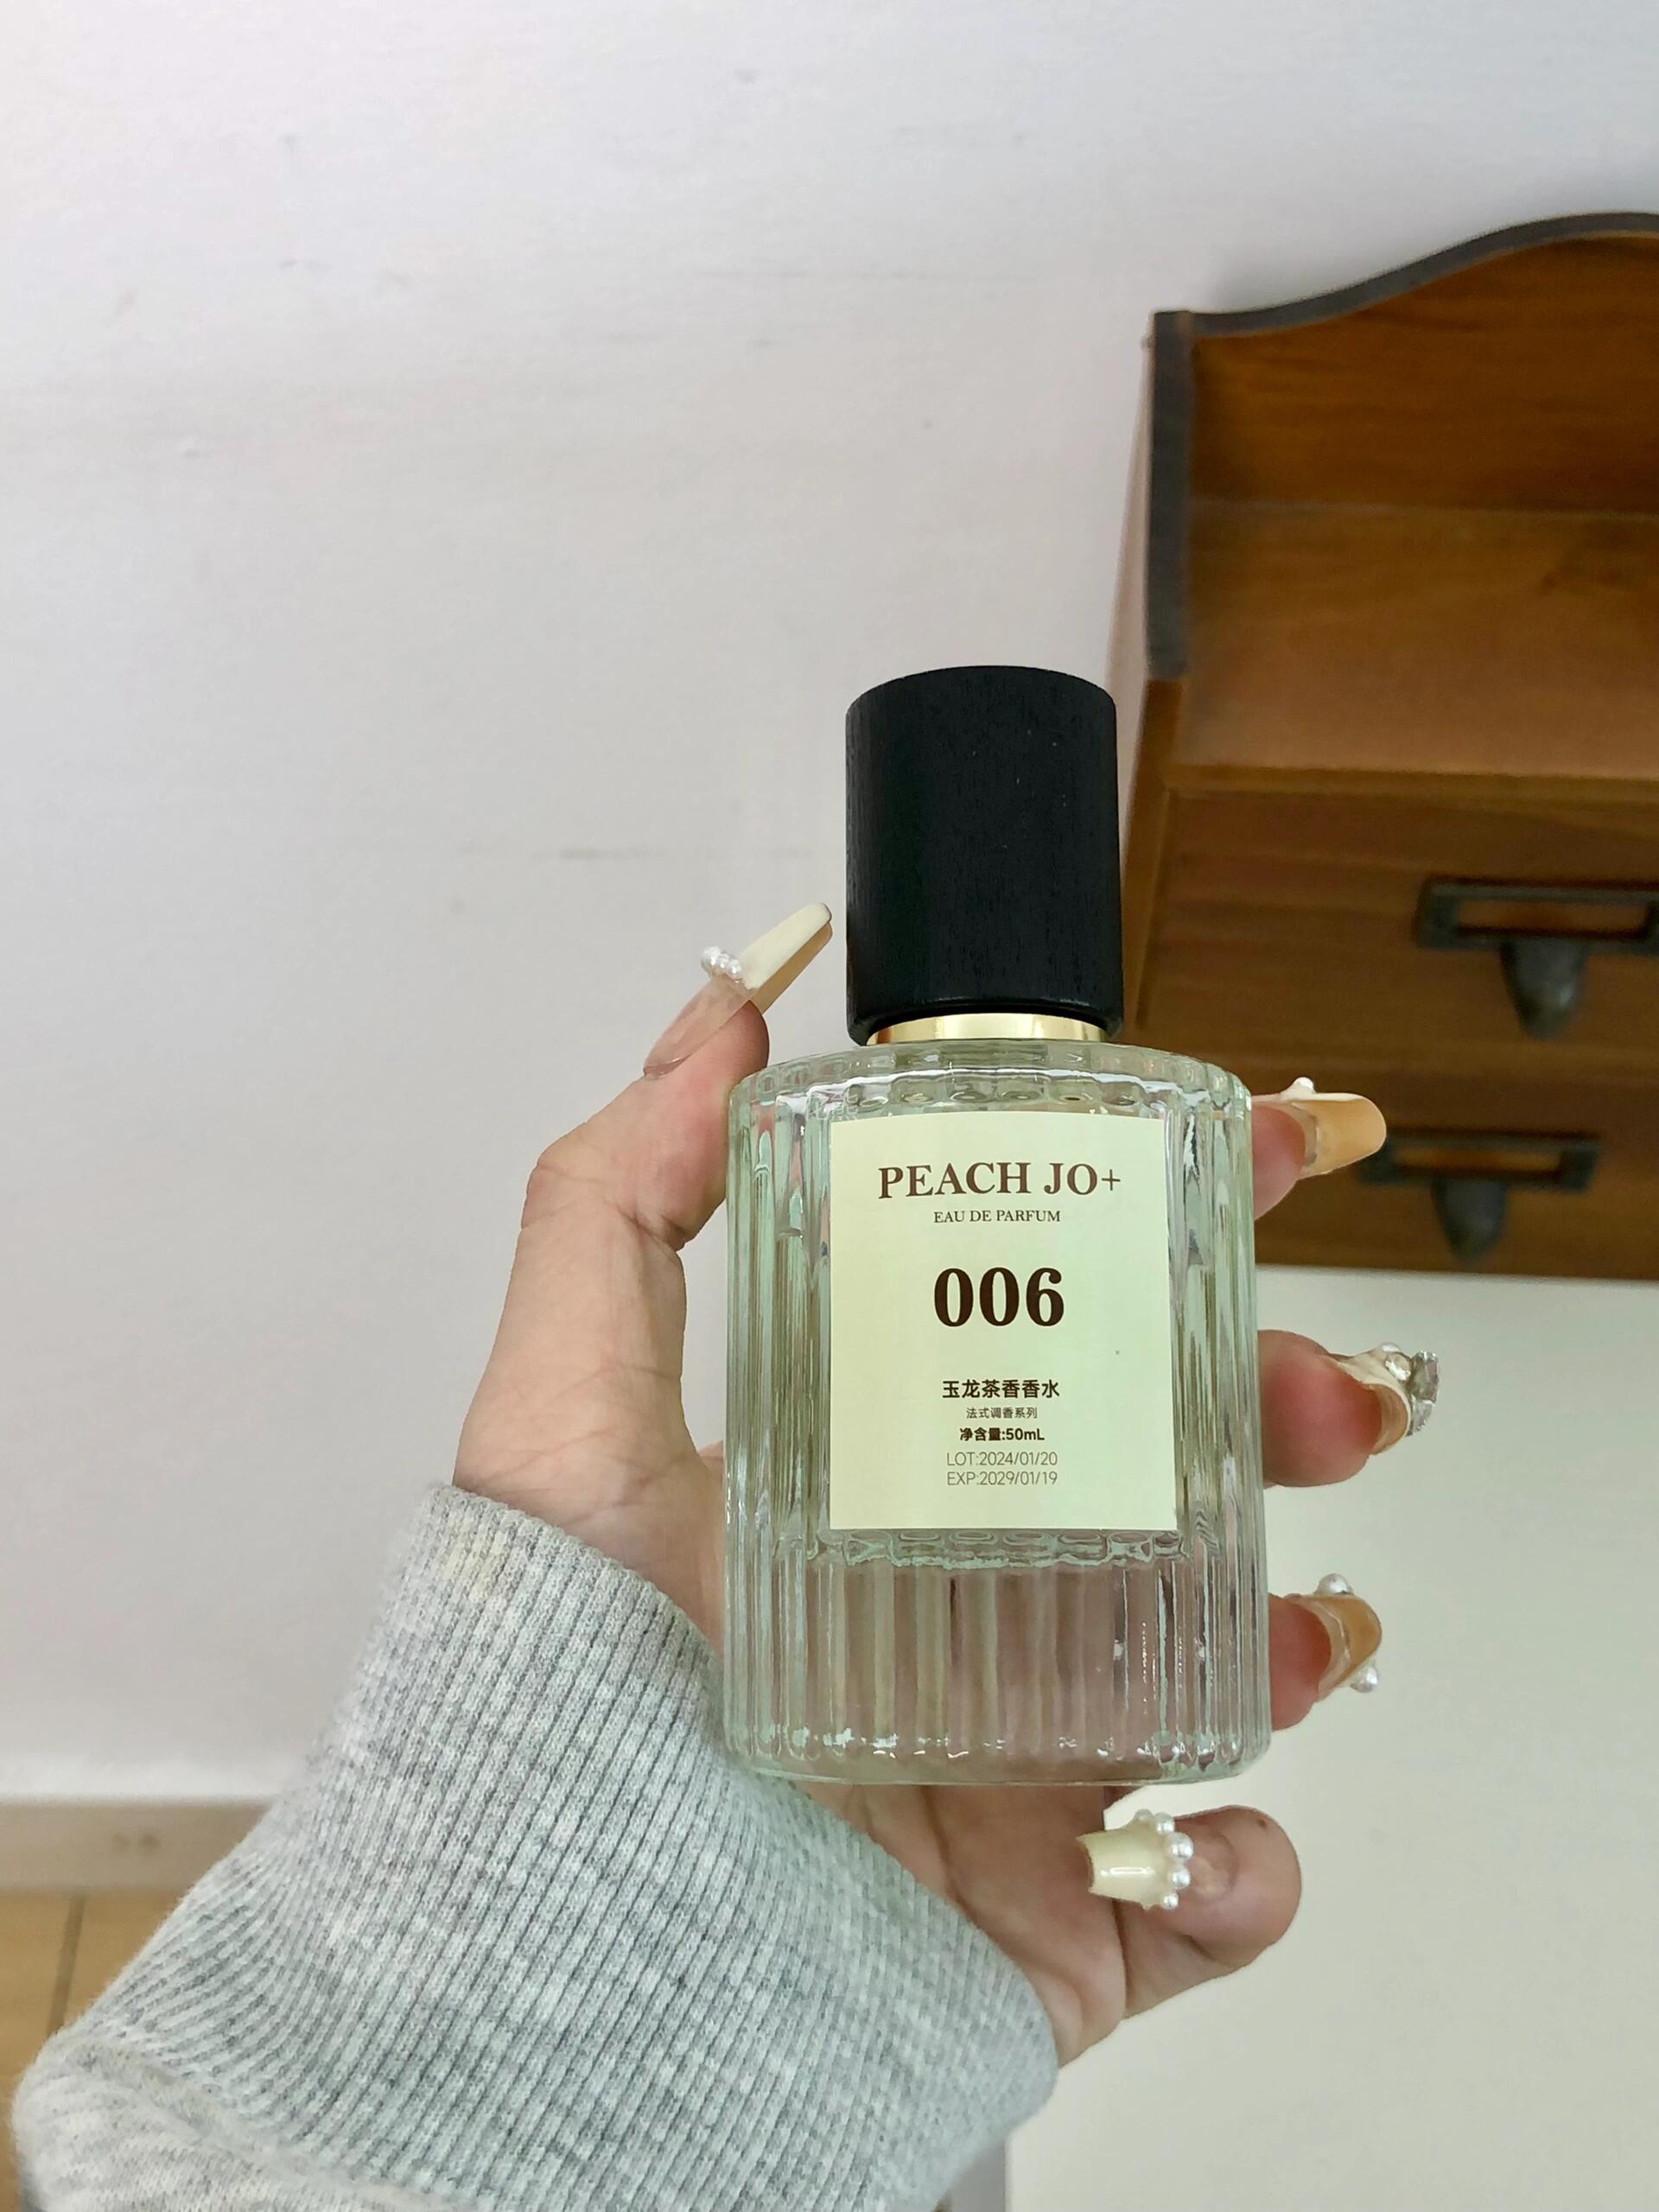 PEACH JO+
EAU DE PARFUM
006
玉龙茶香香水
法式调香系列
净含量:50mL
LOT:2024/01/20
EXP:2029/01/19